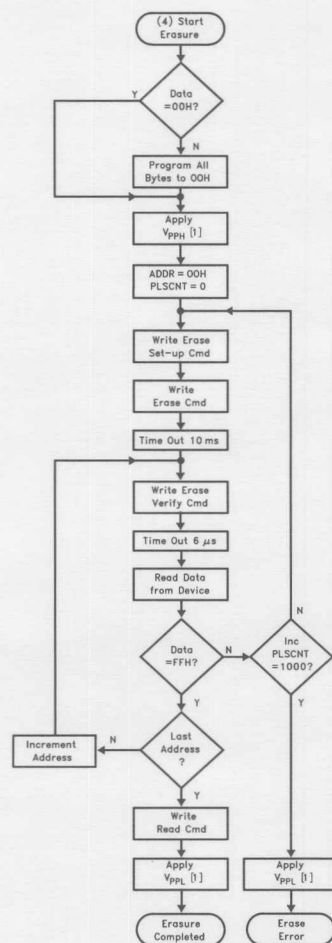 (4) Start
Erasure
Data
=00H?
Y
N
Program All
Bytes to 00H
Apply
VPPH [1]
ADDR = 00H
PLSCNT = 0
Write Erase
Set-up Cmd
Write
Erase Cmd
Time Out 10 ms
Write Erase
Verify Cmd
Time Out 6 μs
Read Data
from Device
Data
=FFH?
N
Y
Inc
PLSCNT
=1000?
N
Y
Last
Address
?
N
Y
Increment
Address
Write
Read Cmd
Apply
VPPL [1]
Apply
VPPL [1]
Erasure
Completed
Erase
Error